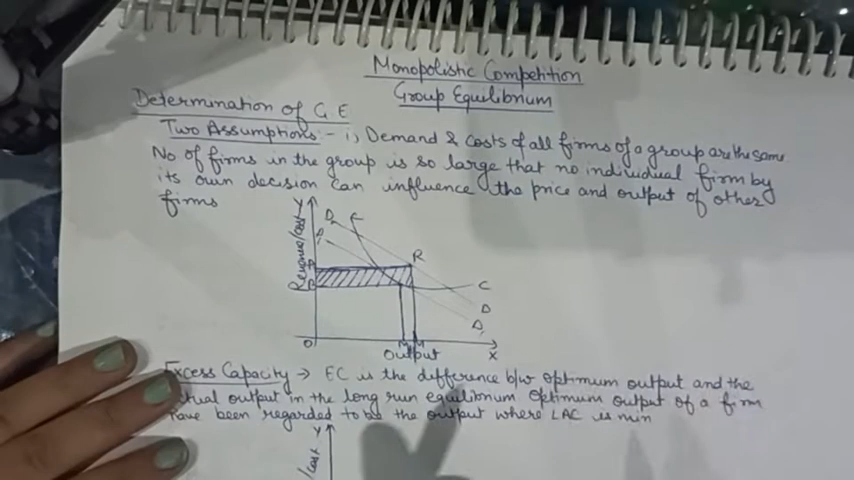 Monopolistic Competition
Group Equilibrium
Determination of G E
Two Assumptions:- i, Demand & costs of all firms of a group are the same
No of firms in the group is so large that no individual firm by
its own decision can influence the price and output of other
firms
Y
D
C
Revenue/cost
R
P
C
D
D
O
M M
X
Output
Excess Capacity → EC is the difference b/w optimum output and the
tual output in the long run equilibrium Optimum output of a firm
have been regarded to be the output where LAC is min
Y
/cost